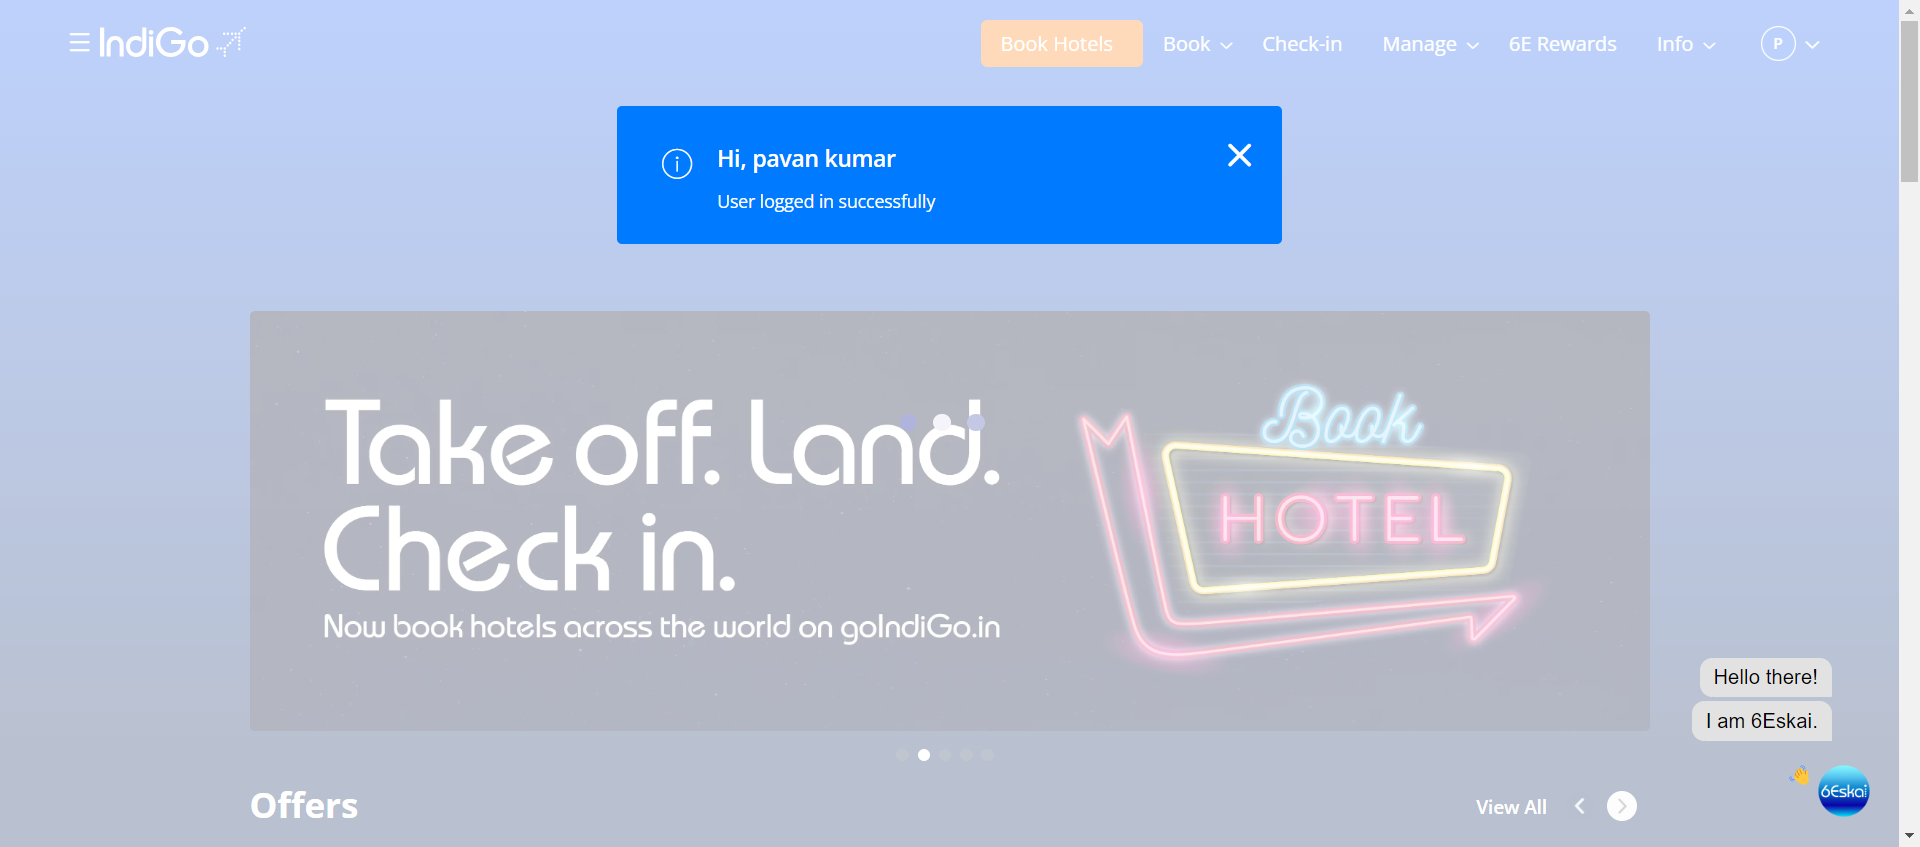 IndiGo
Book Hotels
Book
Check-in
Manage
6E Rewards
Info
P
Hi, pavan kumar
User logged in successfully
Take off. Land.
Check in.
Now book hotels across the world on goIndiGo.in
Book
HOTEL
Hello there!
I am 6Eskai.
6Eskai
Offers
View All